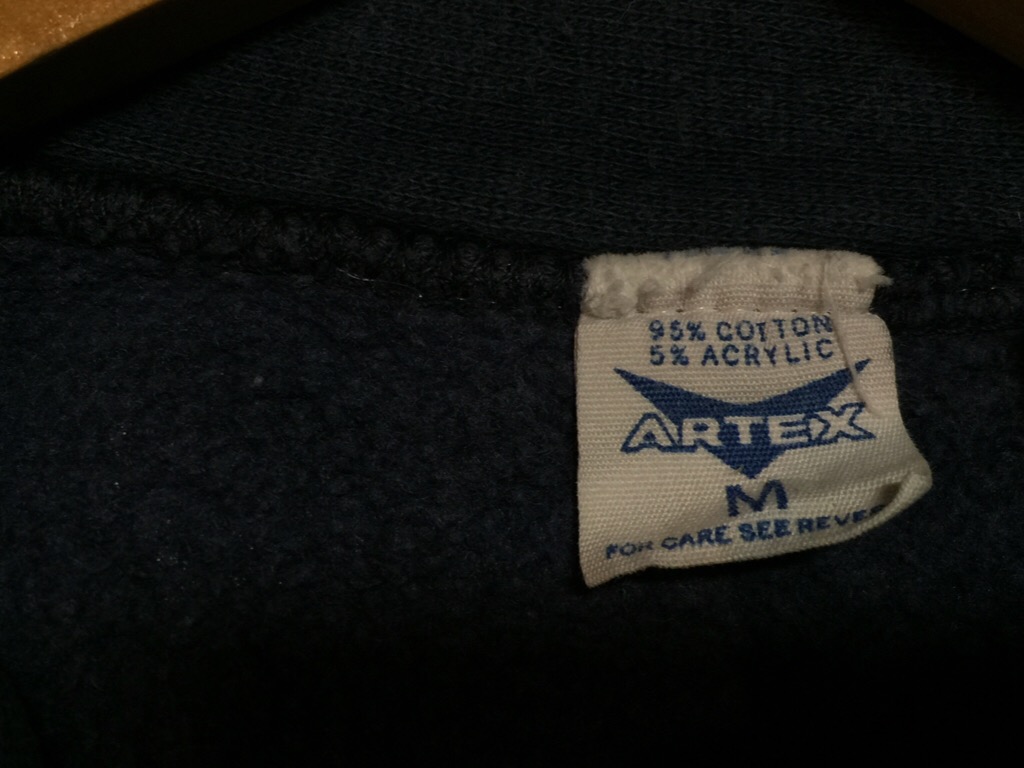 95% COTTON
5% ACRYLIC
ARTEX
M
FOR CARE SEE REVE